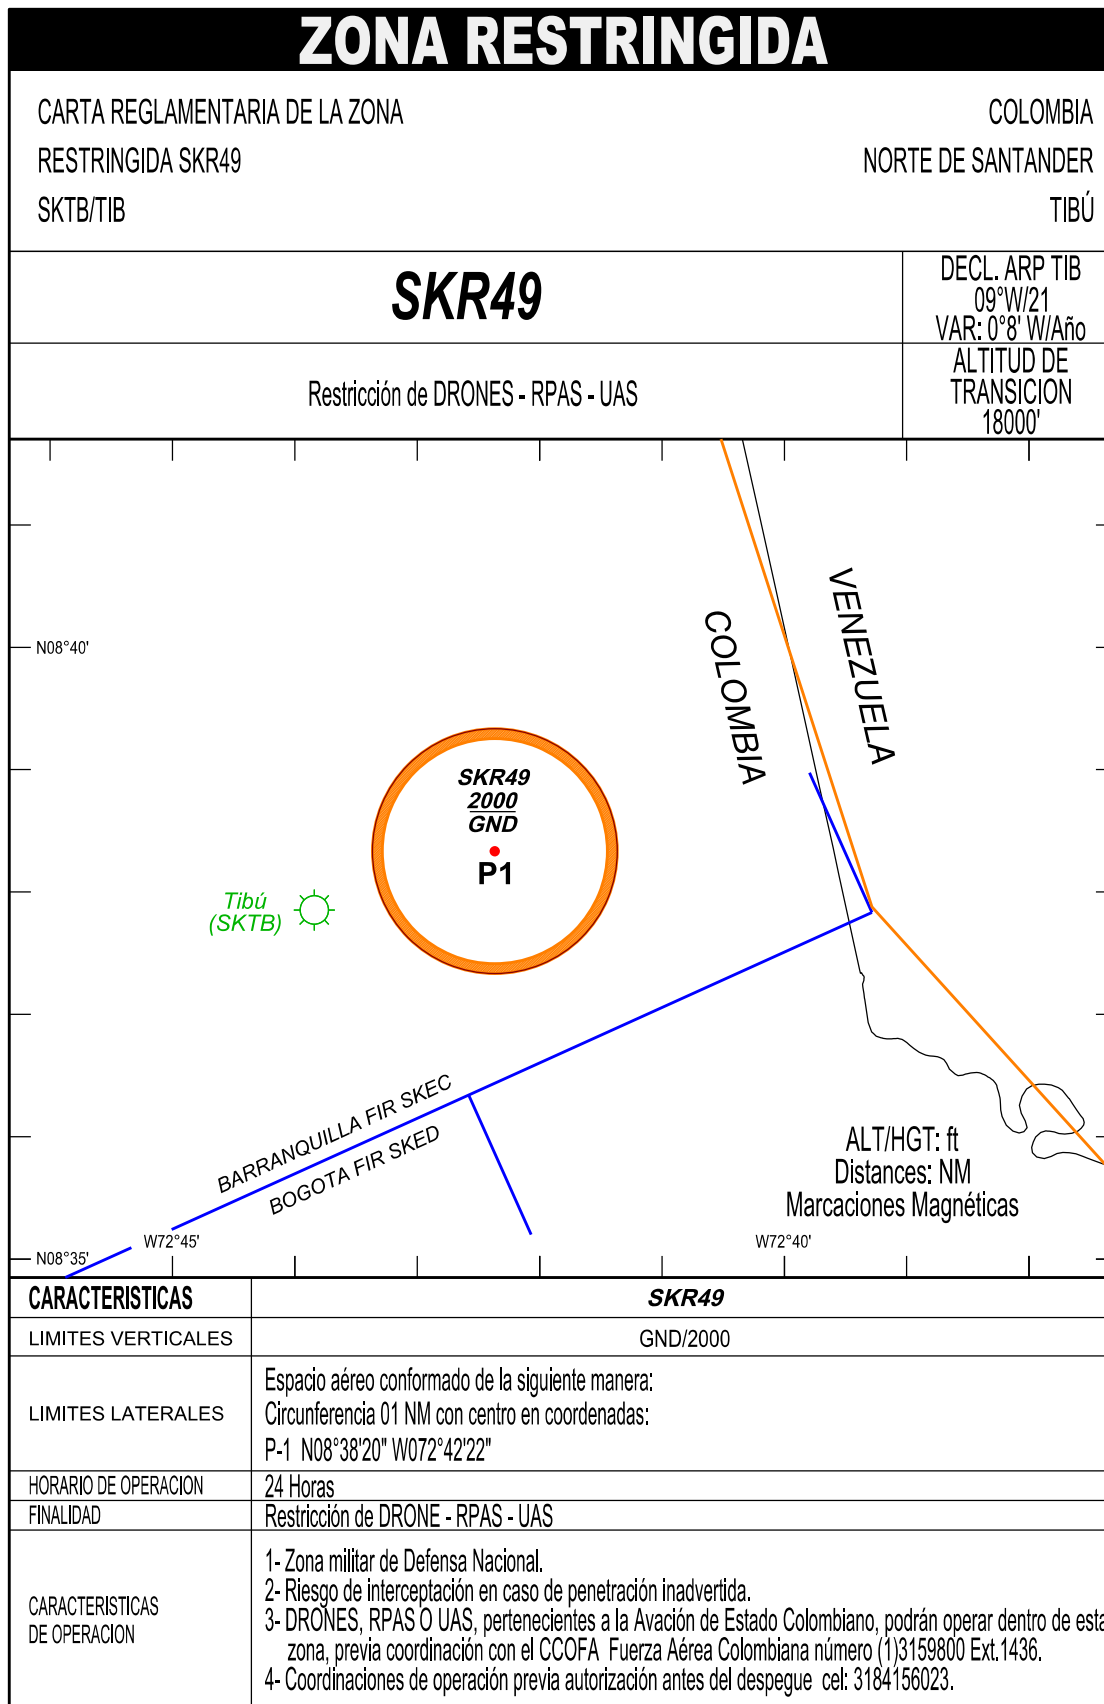 ZONA RESTRINGIDA
CARTA REGLAMENTARIA DE LA ZONA
RESTRINGIDA SKR49
SKTB/TIB
COLOMBIA
NORTE DE SANTANDER
TIBÚ
SKR49
DECL. ARP TIB
09°W/21
VAR: 0°8' W/Año
Restricción de DRONES - RPAS - UAS
ALTITUD DE
TRANSICION
18000'
N08°40'
COLOMBIA
VENEZUELA
SKR49
2000
GND
P1
Tibú
(SKTB)
BARRANQUILLA FIR SKEC
BOGOTA FIR SKED
ALT/HGT: ft
Distances: NM
Marcaciones Magnéticas
N08°35'
W72°45'
W72°40'
CARACTERISTICAS
SKR49
LIMITES VERTICALES
GND/2000
LIMITES LATERALES
Espacio aéreo conformado de la siguiente manera:
Circunferencia 01 NM con centro en coordenadas:
P-1 N08°38'20" W072°42'22"
HORARIO DE OPERACION
24 Horas
FINALIDAD
Restricción de DRONE - RPAS - UAS
CARACTERISTICAS
DE OPERACION
1- Zona militar de Defensa Nacional.
2- Riesgo de interceptación en caso de penetración inadvertida.
3- DRONES, RPAS O UAS, pertenecientes a la Avación de Estado Colombiano, podrán operar dentro de esta
zona, previa coordinación con el CCOFA Fuerza Aérea Colombiana número (1)3159800 Ext.1436.
4- Coordinaciones de operación previa autorización antes del despegue cel: 3184156023.